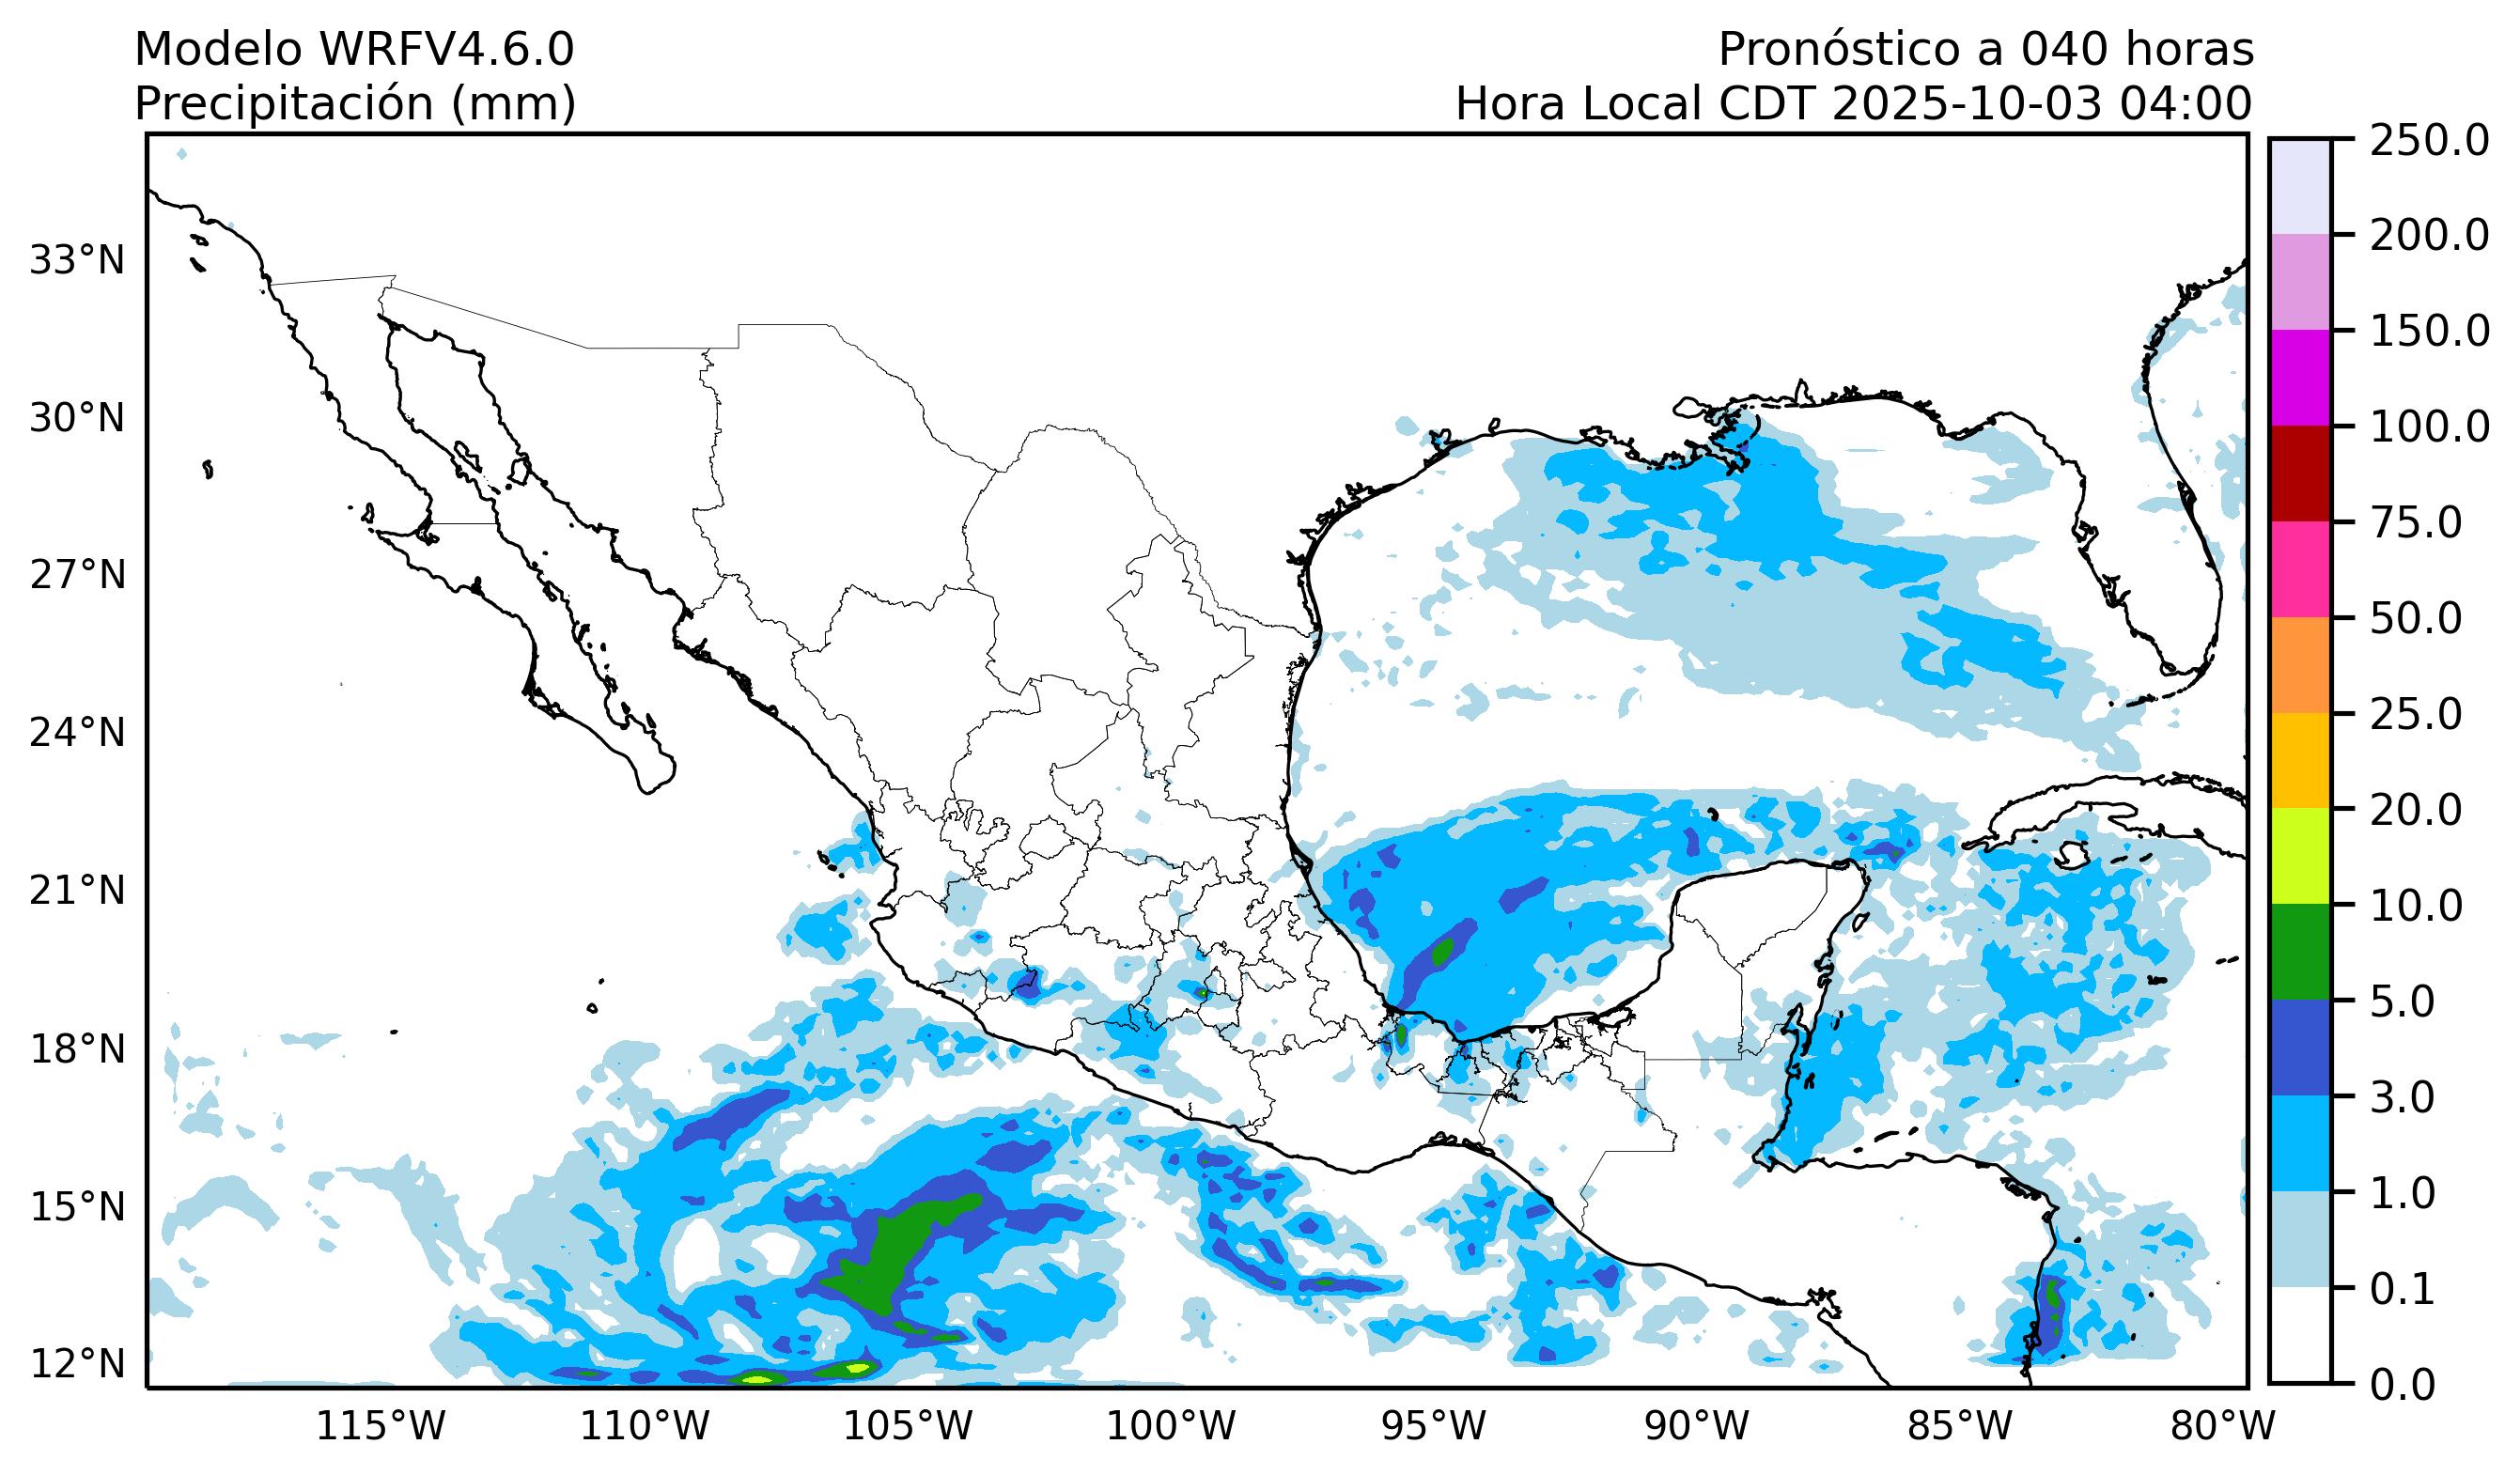 Modelo WRFV4.6.0
Precipitación (mm)
Pronóstico a 040 horas
Hora Local CDT 2025-10-03 04:00
33°N
30°N
27°N
24°N
21°N
18°N
15°N
12°N
115°W
110°W
105°W
100°W
95°W
90°W
85°W
80°W
250.0
200.0
150.0
100.0
75.0
50.0
25.0
20.0
10.0
5.0
3.0
1.0
0.1
0.0